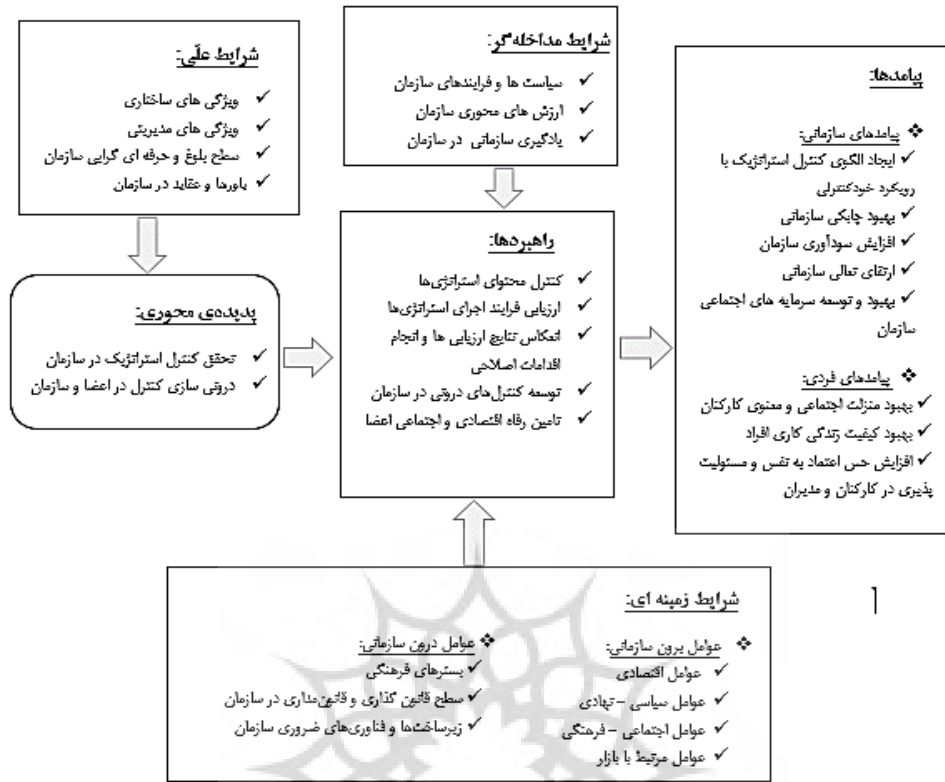 شرایط علّی:
✓ ویژگی های ساختاری
✓ ویژگی های مدیریتی
✓ سطح بلوغ و حرفه ای گرایی سازمان
✓ باورها و عقاید در سازمان
پدیده‌ی محوری:
✓ تحقق کنترل استراتژیک در سازمان
✓ درونی سازی کنترل در اعضا و سازمان
شرایط مداخله‌گر:
✓ سیاست ها و فرایندهای سازمان
✓ ارزش های محوری سازمان
✓ یادگیری سازمانی در سازمان
راهبردها:
✓ کنترل محتوای استراتژی‌ها
✓ ارزیابی فرایند اجرای استراتژی‌ها
✓ انعکاس نتایج ارزیابی ها و انجام
اقدامات اصلاحی
✓ توسعه کنترل‌های درونی در سازمان
✓ تامین رفاه اقتصادی و اجتماعی اعضا
پیامدها:
❖ پیامدهای سازمانی:
✓ ایجاد الگوی کنترل استراتژیک با
رویکرد خودکنترلی
✓ بهبود چابکی سازمانی
✓ افزایش سودآوری سازمان
✓ ارتقای تعالی سازمانی
✓ بهبود و توسعه سرمایه های اجتماعی
سازمان
❖ پیامدهای فردی:
✓ بهبود منزلت اجتماعی و معنوی کارکنان
✓ بهبود کیفیت زندگی کاری افراد
✓ افزایش حس اعتماد به نفس و مسئولیت
پذیری در کارکنان و مدیران
شرایط زمینه ای:
❖ عوامل برون سازمانی:
✓ عوامل اقتصادی
✓ عوامل سیاسی – نهادی
✓ عوامل اجتماعی – فرهنگی
✓ عوامل مرتبط با بازار
❖ عوامل درون سازمانی:
✓ بسترهای فرهنگی
✓ سطح قانون گذاری و قانون‌مداری در سازمان
✓ زیرساخت‌ها و فناوری‌های ضروری سازمان